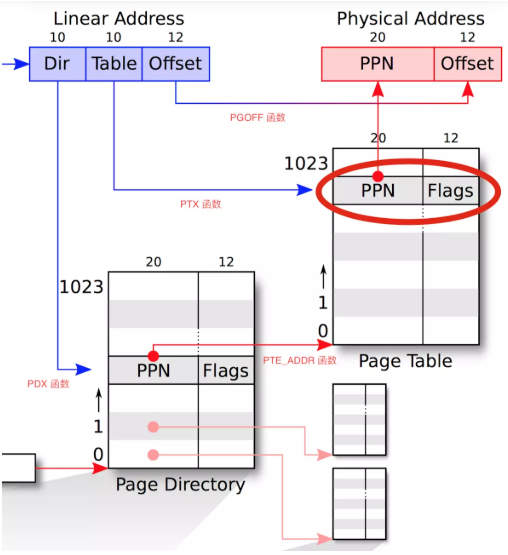 Linear Address
Physical Address
10 10 12
20 12
Dir Table Offset
PPN Offset
PGOFF 函数
20 12
1023
PPN Flags
PTX 函数
20 12
1023
1
0
PTE_ADDR 函数
Page Table
PPN Flags
PDX 函数
1
0
Page Directory